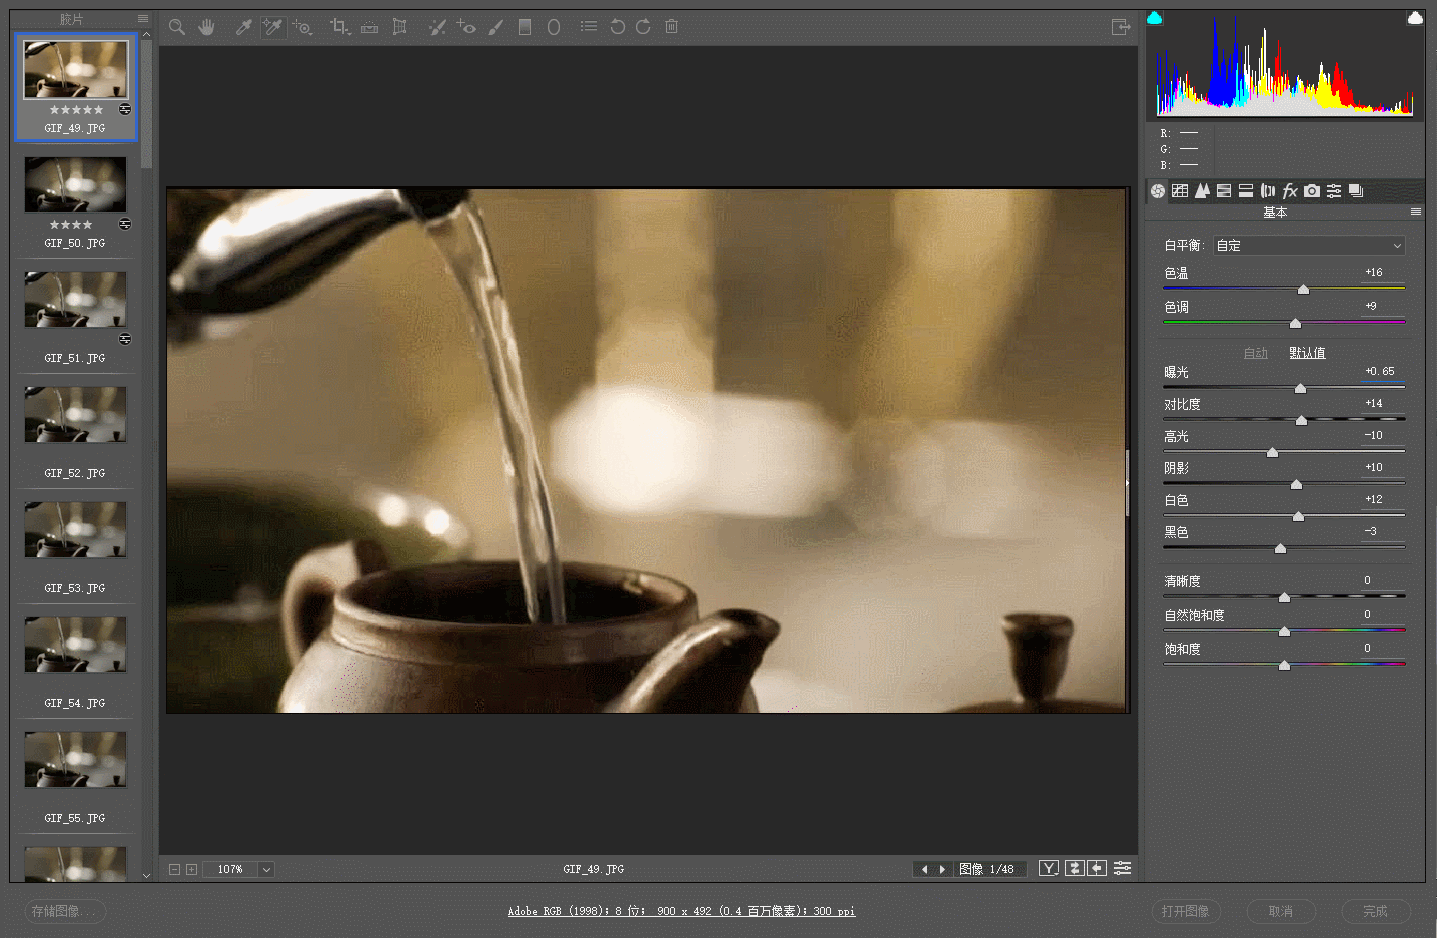 胶片
★★★★★
GIF_49.JPG
★★★★
GIF_50.JPG
GIF_51.JPG
GIF_52.JPG
GIF_53.JPG
GIF_54.JPG
GIF_55.JPG
107%
GIF_49.JPG
图像 1/48
Y
R: ——
G: ——
B: ——
fx
基本
白平衡: 自定
色温 +16
色调 +9
自动 默认值
曝光 +0.65
对比度 +14
高光 -10
阴影 +10
白色 +12
黑色 -3
清晰度 0
自然饱和度 0
饱和度 0
存储图像...
Adobe RGB (1998); 8 位; 900 x 492 (0.4 百万像素); 300 ppi
打开图像 取消 完成